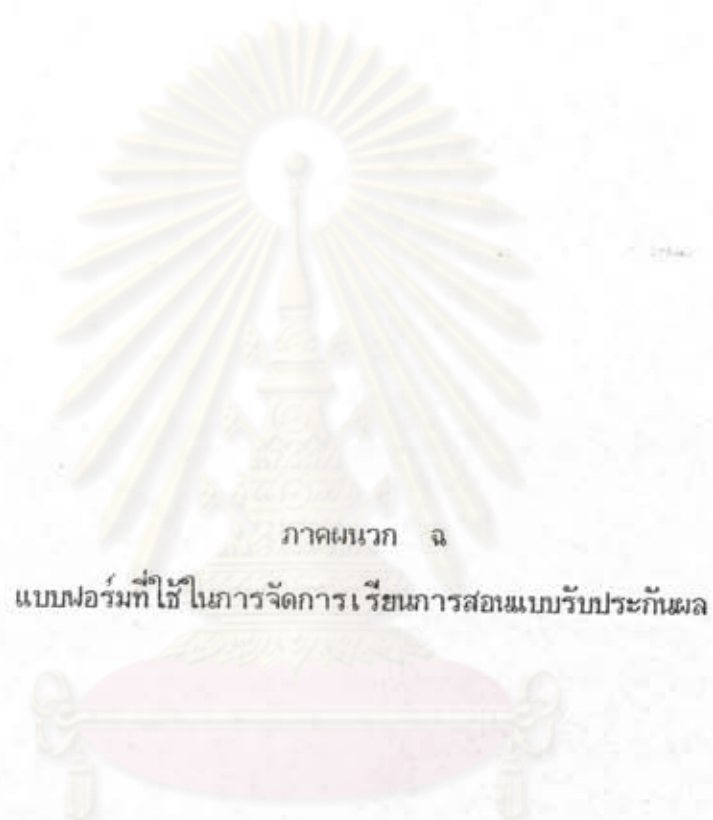 ภาคผนวก ฉ
แบบฟอร์มที่ใช้ในการจัดการเรียนการสอนแบบรับประกันผล